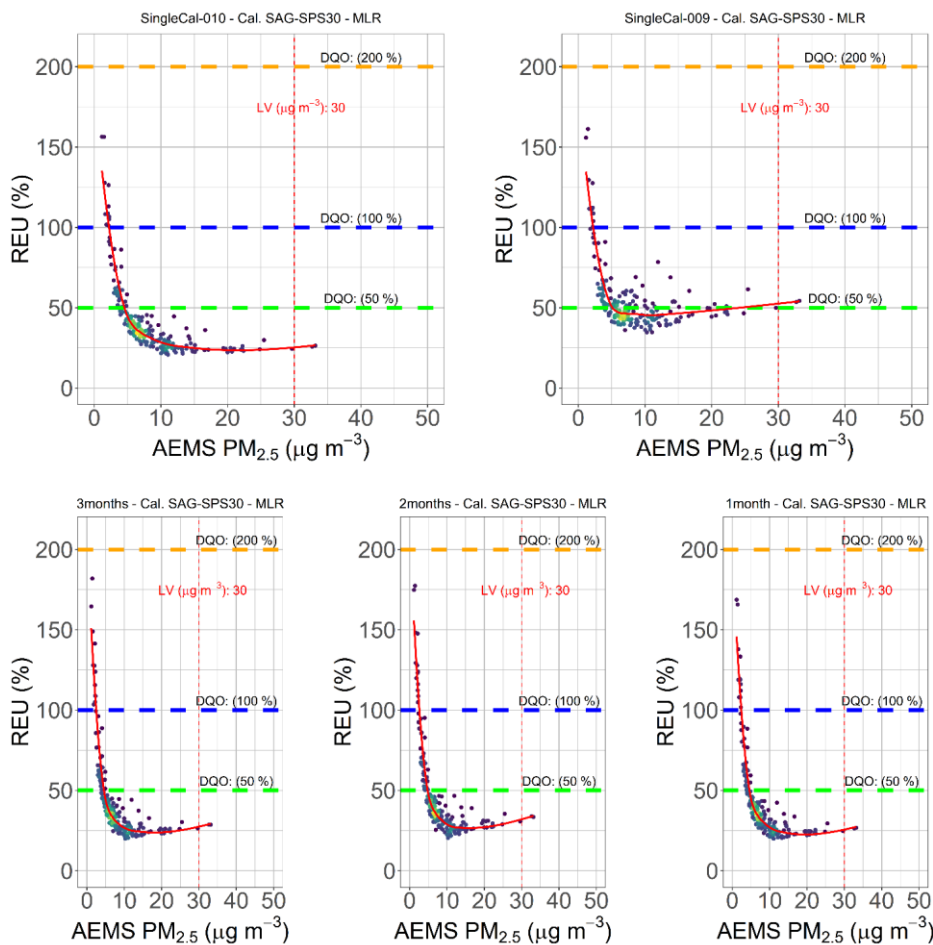 SingleCal-010 - Cal. SAG-SPS30 - MLR
DQO: (200 %)
LV (μg m⁻³): 30
DQO: (100 %)
DQO: (50 %)
REU (%)
200
150
100
50
0
0 10 20 30 40 50
AEMS PM₂.₅ (μg m⁻³)
SingleCal-009 - Cal. SAG-SPS30 - MLR
DQO: (200 %)
LV (μg m⁻³): 30
DQO: (100 %)
DQO: (50 %)
REU (%)
200
150
100
50
0
0 10 20 30 40 50
AEMS PM₂.₅ (μg m⁻³)
3months - Cal. SAG-SPS30 - MLR
DQO: (200 %)
LV (μg m⁻³): 30
DQO: (100 %)
DQO: (50 %)
REU (%)
200
150
100
50
0
0 10 20 30 40 50
AEMS PM₂.₅ (μg m⁻³)
2months - Cal. SAG-SPS30 - MLR
DQO: (200 %)
LV (μg m⁻³): 30
DQO: (100 %)
DQO: (50 %)
REU (%)
200
150
100
50
0
0 10 20 30 40 50
AEMS PM₂.₅ (μg m⁻³)
1month - Cal. SAG-SPS30 - MLR
DQO: (200 %)
LV (μg m⁻³): 30
DQO: (100 %)
DQO: (50 %)
REU (%)
200
150
100
50
0
0 10 20 30 40 50
AEMS PM₂.₅ (μg m⁻³)